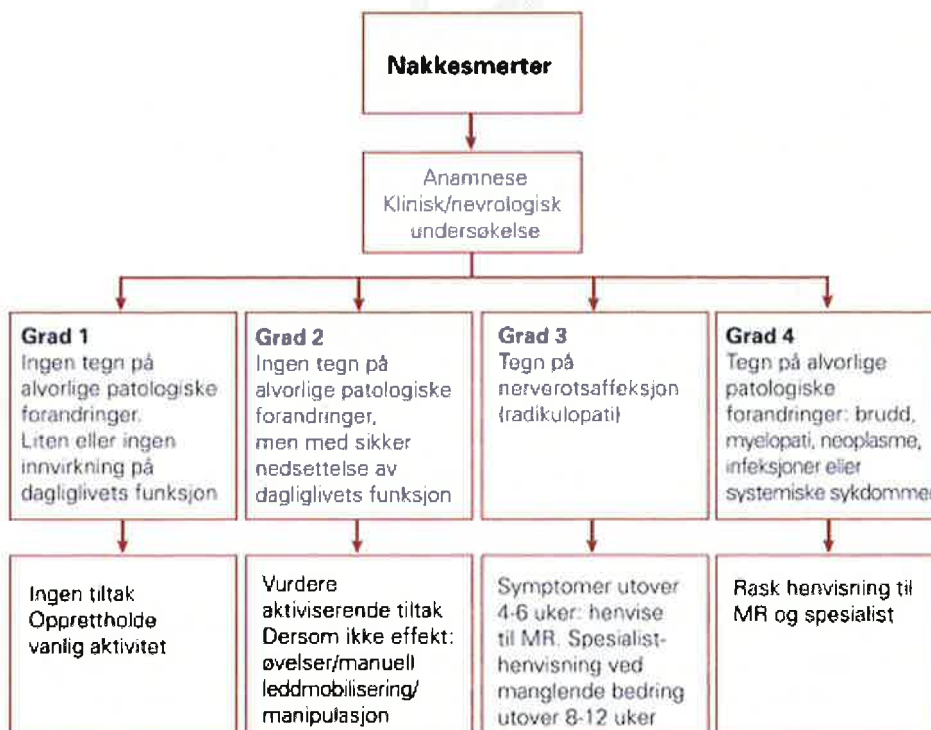 Nakkesmerter
Anamnese
Klinisk/nevrologisk
undersøkelse
Grad 1
Ingen tegn på
alvorlige patologiske
forandringer.
Liten eller ingen
innvirkning på
dagliglivets funksjon
Grad 2
Ingen tegn på
alvorlige patologiske
forandringer,
men med sikker
nedsettelse av
dagliglivets funksjon
Grad 3
Tegn på
nerverotsaffeksjon
(radikulopati)
Grad 4
Tegn på alvorlige
patologiske
forandringer: brudd,
myelopati, neoplasme,
infeksjoner eller
systemiske sykdommer
Ingen tiltak
Opprettholde
vanlig aktivitet
Vurdere
aktiviserende tiltak
Dersom ikke effekt:
øvelser/manuell
leddmobilisering/
manipulasjon
Symptomer utover
4-6 uker: henvise
til MR. Spesialist-
henvisning ved
manglende bedring
utover 8-12 uker
Rask henvisning til
MR og spesialist